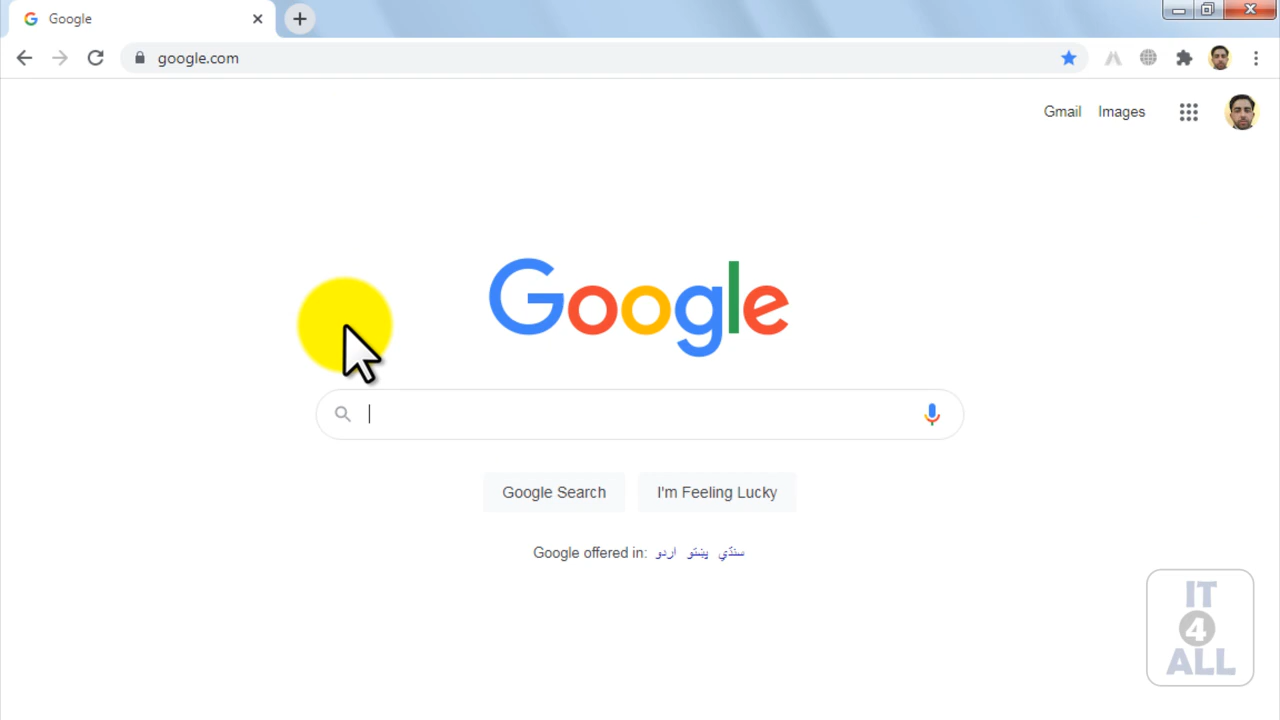 Google
google.com
Gmail Images
Google
Google Search I'm Feeling Lucky
Google offered in: اردو پښتو سنڌي
IT
4
ALL